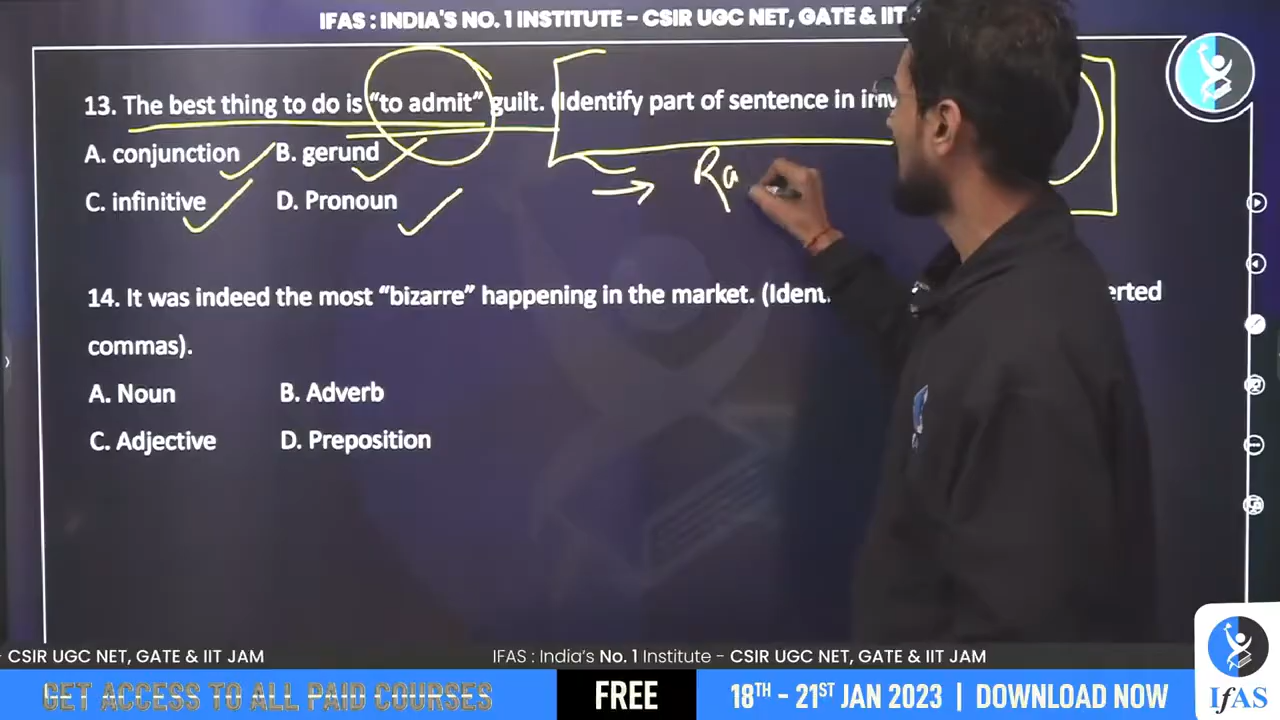 IFAS : INDIA'S NO. 1 INSTITUTE – CSIR UGC NET, GATE & IIT
13. The best thing to do is “to admit” guilt. (Identify part of sentence in inv
A. conjunction B. gerund
C. infinitive D. Pronoun
Ra
14. It was indeed the most “bizarre” happening in the market. (Ident erted
commas).
A. Noun B. Adverb
C. Adjective D. Preposition
- CSIR UGC NET, GATE & IIT JAM IFAS : India’s No. 1 Institute – CSIR UGC NET, GATE & IIT JAM
GET ACCESS TO ALL PAID COURSES FREE 18TH - 21ST JAN 2023 | DOWNLOAD NOW
IfAS